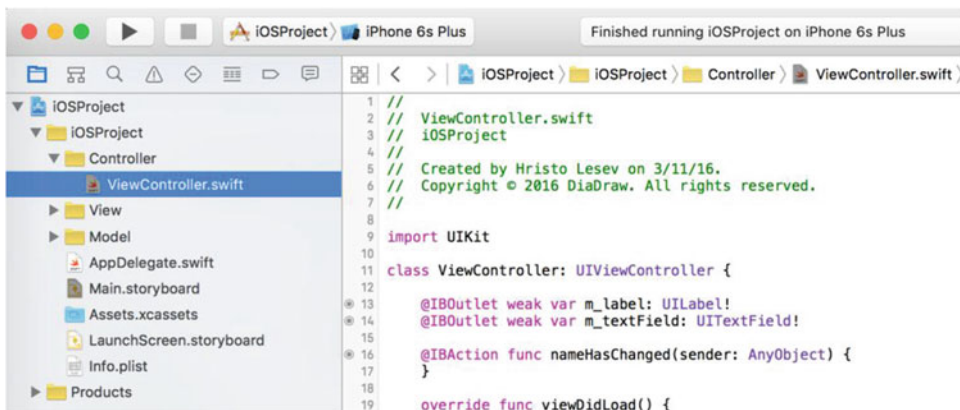 iOSProject iPhone 6s Plus Finished running iOSProject on iPhone 6s Plus
iOSProject iOSProject Controller ViewController.swift
iOSProject
iOSProject
Controller
ViewController.swift
View
Model
AppDelegate.swift
Main.storyboard
Assets.xcassets
LaunchScreen.storyboard
Info.plist
Products
1 //
2 // ViewController.swift
3 // iOSProject
4 //
5 // Created by Hristo Lesev on 3/11/16.
6 // Copyright © 2016 DiaDraw. All rights reserved.
7 //
8
9 import UIKit
10
11 class ViewController: UIViewController {
12
13 @IBOutlet weak var m_label: UILabel!
14 @IBOutlet weak var m_textField: UITextField!
15
16 @IBAction func nameHasChanged(sender: AnyObject) {
17 }
18
19 override func viewDidLoad() {